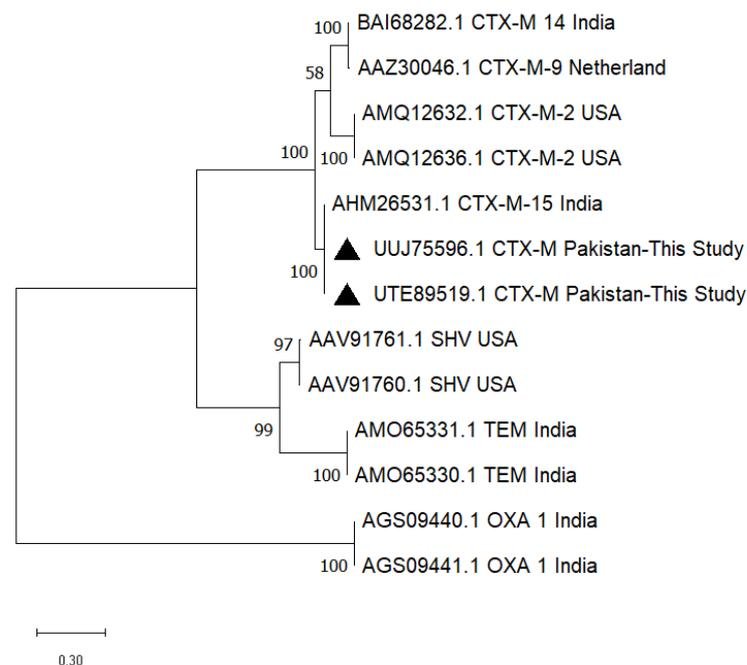 100
BAI68282.1 CTX-M 14 India
AAZ30046.1 CTX-M-9 Netherland
58
AMQ12632.1 CTX-M-2 USA
100
100
AMQ12636.1 CTX-M-2 USA
AHM26531.1 CTX-M-15 India
UUJ75596.1 CTX-M Pakistan-This Study
100
UTE89519.1 CTX-M Pakistan-This Study
97
AAV91761.1 SHV USA
AAV91760.1 SHV USA
99
AMO65331.1 TEM India
100
AMO65330.1 TEM India
AGS09440.1 OXA 1 India
100
AGS09441.1 OXA 1 India
0.30